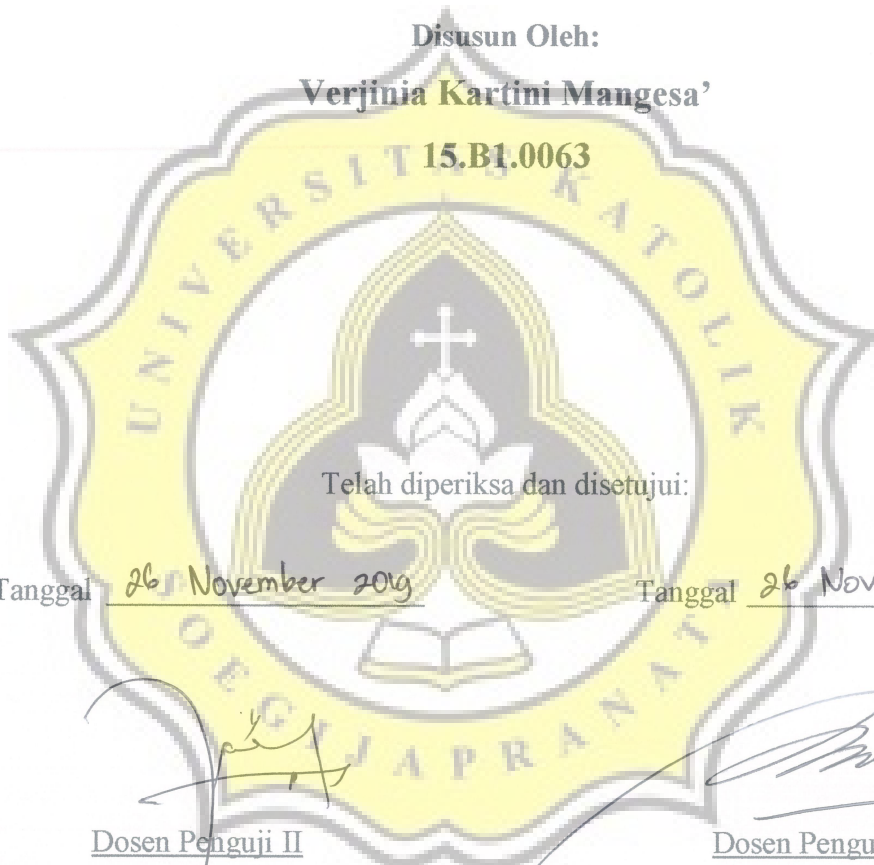 Disusun Oleh:
Verjinia Kartini Mangesa’
15.B1.0063
UNIVERSITAS KATOLIK
SOEGIJAPRANATA
Telah diperiksa dan disetujui:
Tanggal 26 November 2019 Tanggal 26 Nov
Dosen Penguji II Dosen Pengu